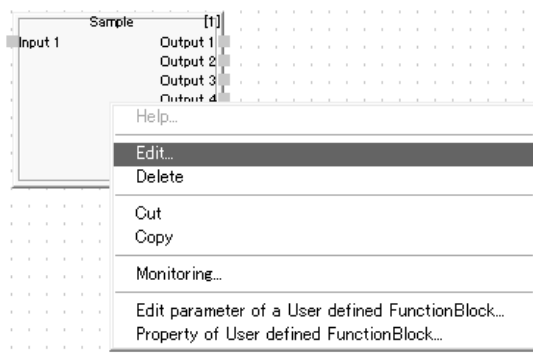 Sample [1]
Input 1 Output 1
Output 2
Output 3
Output 4
Help...
Edit...
Delete
Cut
Copy
Monitoring...
Edit parameter of a User defined FunctionBlock...
Property of User defined FunctionBlock...